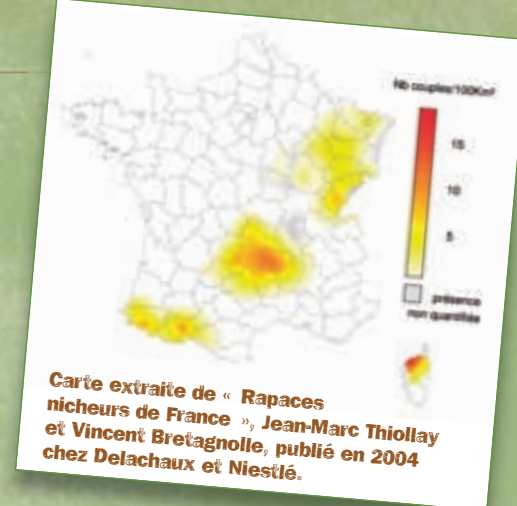 Nb couples/100Km²
15
10
5
présence
non quantifiée
Carte extraite de « Rapaces
nicheurs de France », Jean-Marc Thiollay
et Vincent Bretagnolle, publié en 2004
chez Delachaux et Niestlé.